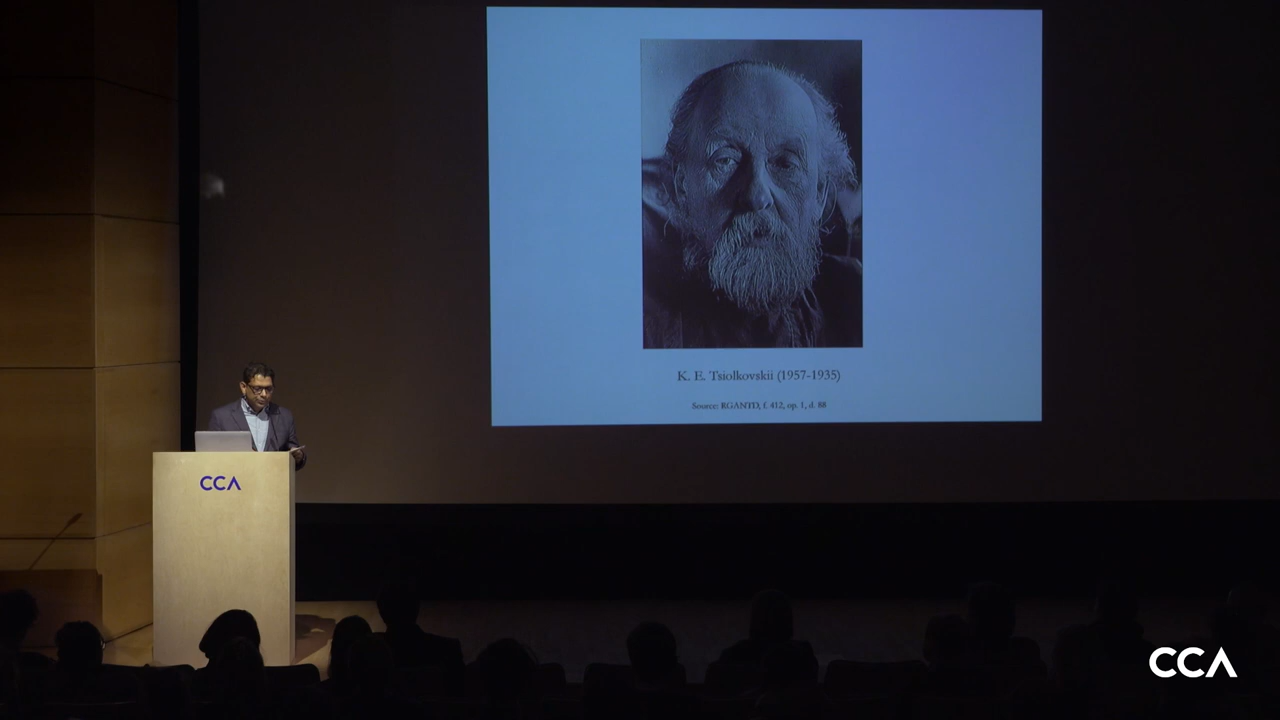 K. E. Tsiolkovskii (1957-1935)
Source: RGANTD, f. 412, op. 1, d. 88
CCA
CCA